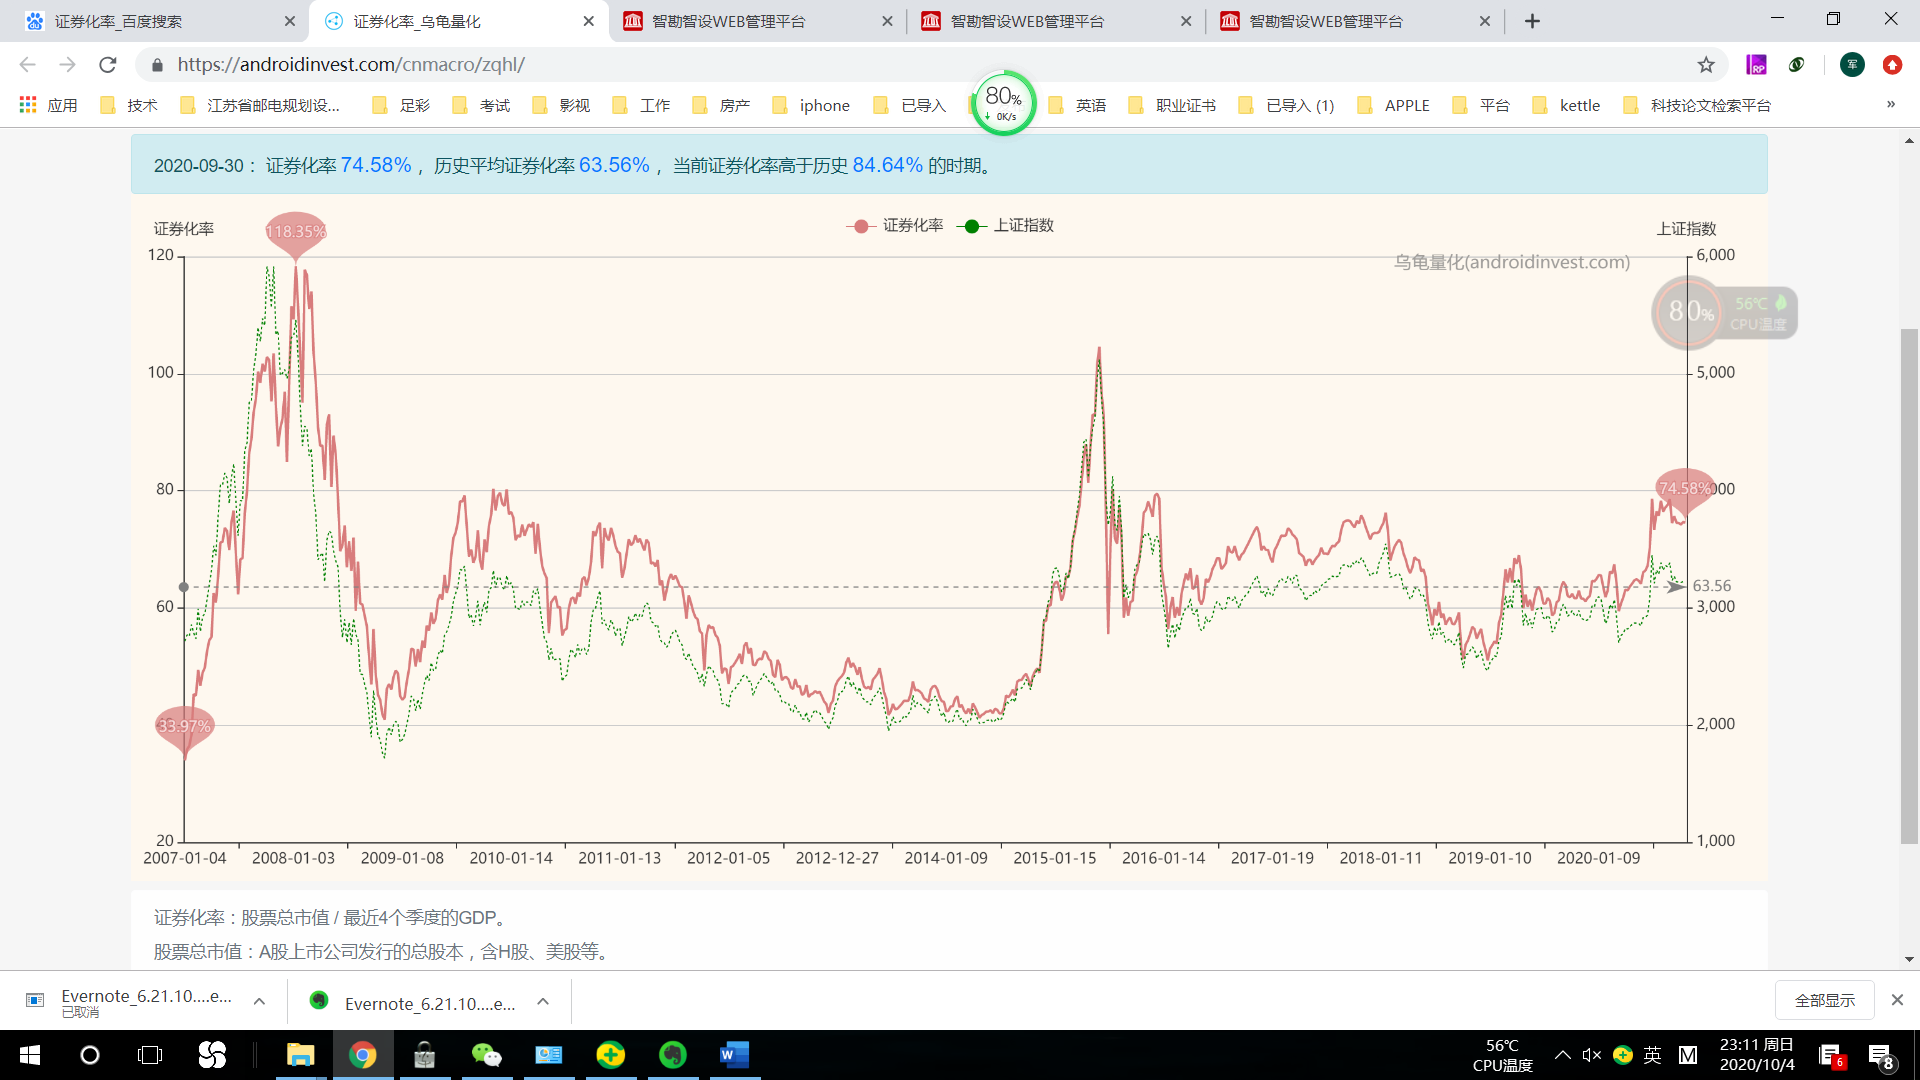 证券化率_百度搜索
证券化率_乌龟量化
智勘智设WEB管理平台
智勘智设WEB管理平台
智勘智设WEB管理平台
https://androidinvest.com/cnmacro/zqhl/
RP
军
应用
技术
江苏省邮电规划设...
足彩
考试
影视
工作
房产
iphone
已导入
英语
职业证书
已导入 (1)
APPLE
平台
kettle
科技论文检索平台
»
80%
0K/s
2020-09-30： 证券化率 74.58% ，历史平均证券化率 63.56% ，当前证券化率高于历史 84.64% 的时期。
证券化率
证券化率
上证指数
上证指数
118.35%
乌龟量化(androidinvest.com)
80%
56℃
CPU温度
120
100
80
60
20
6,000
5,000
3,000
2,000
1,000
74.58%
63.56
33.97%
2007-01-04
2008-01-03
2009-01-08
2010-01-14
2011-01-13
2012-01-05
2012-12-27
2014-01-09
2015-01-15
2016-01-14
2017-01-19
2018-01-11
2019-01-10
2020-01-09
证券化率：股票总市值 / 最近4个季度的GDP。
股票总市值：A股上市公司发行的总股本，含H股、美股等。
Evernote_6.21.10....e...
已取消
Evernote_6.21.10....e...
全部显示
W
56℃
CPU温度
英
M
23:11 周日
2020/10/4
6
8